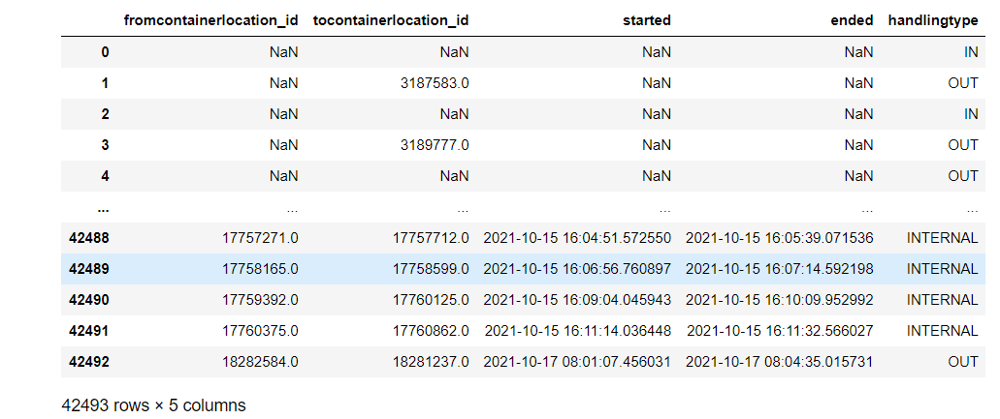 fromcontainerlocation_id tocontainerlocation_id started ended handlingtype
0 NaN NaN NaN NaN IN
1 NaN 3187583.0 NaN NaN OUT
2 NaN NaN NaN NaN IN
3 NaN 3189777.0 NaN NaN OUT
4 NaN NaN NaN NaN OUT
... ... ... ... ... ...
42488 17757271.0 17757712.0 2021-10-15 16:04:51.572550 2021-10-15 16:05:39.071536 INTERNAL
42489 17758165.0 17758599.0 2021-10-15 16:06:56.760897 2021-10-15 16:07:14.592198 INTERNAL
42490 17759392.0 17760125.0 2021-10-15 16:09:04.045943 2021-10-15 16:10:09.952992 INTERNAL
42491 17760375.0 17760862.0 2021-10-15 16:11:14.036448 2021-10-15 16:11:32.566027 INTERNAL
42492 18282584.0 18281237.0 2021-10-17 08:01:07.456031 2021-10-17 08:04:35.015731 OUT
42493 rows × 5 columns